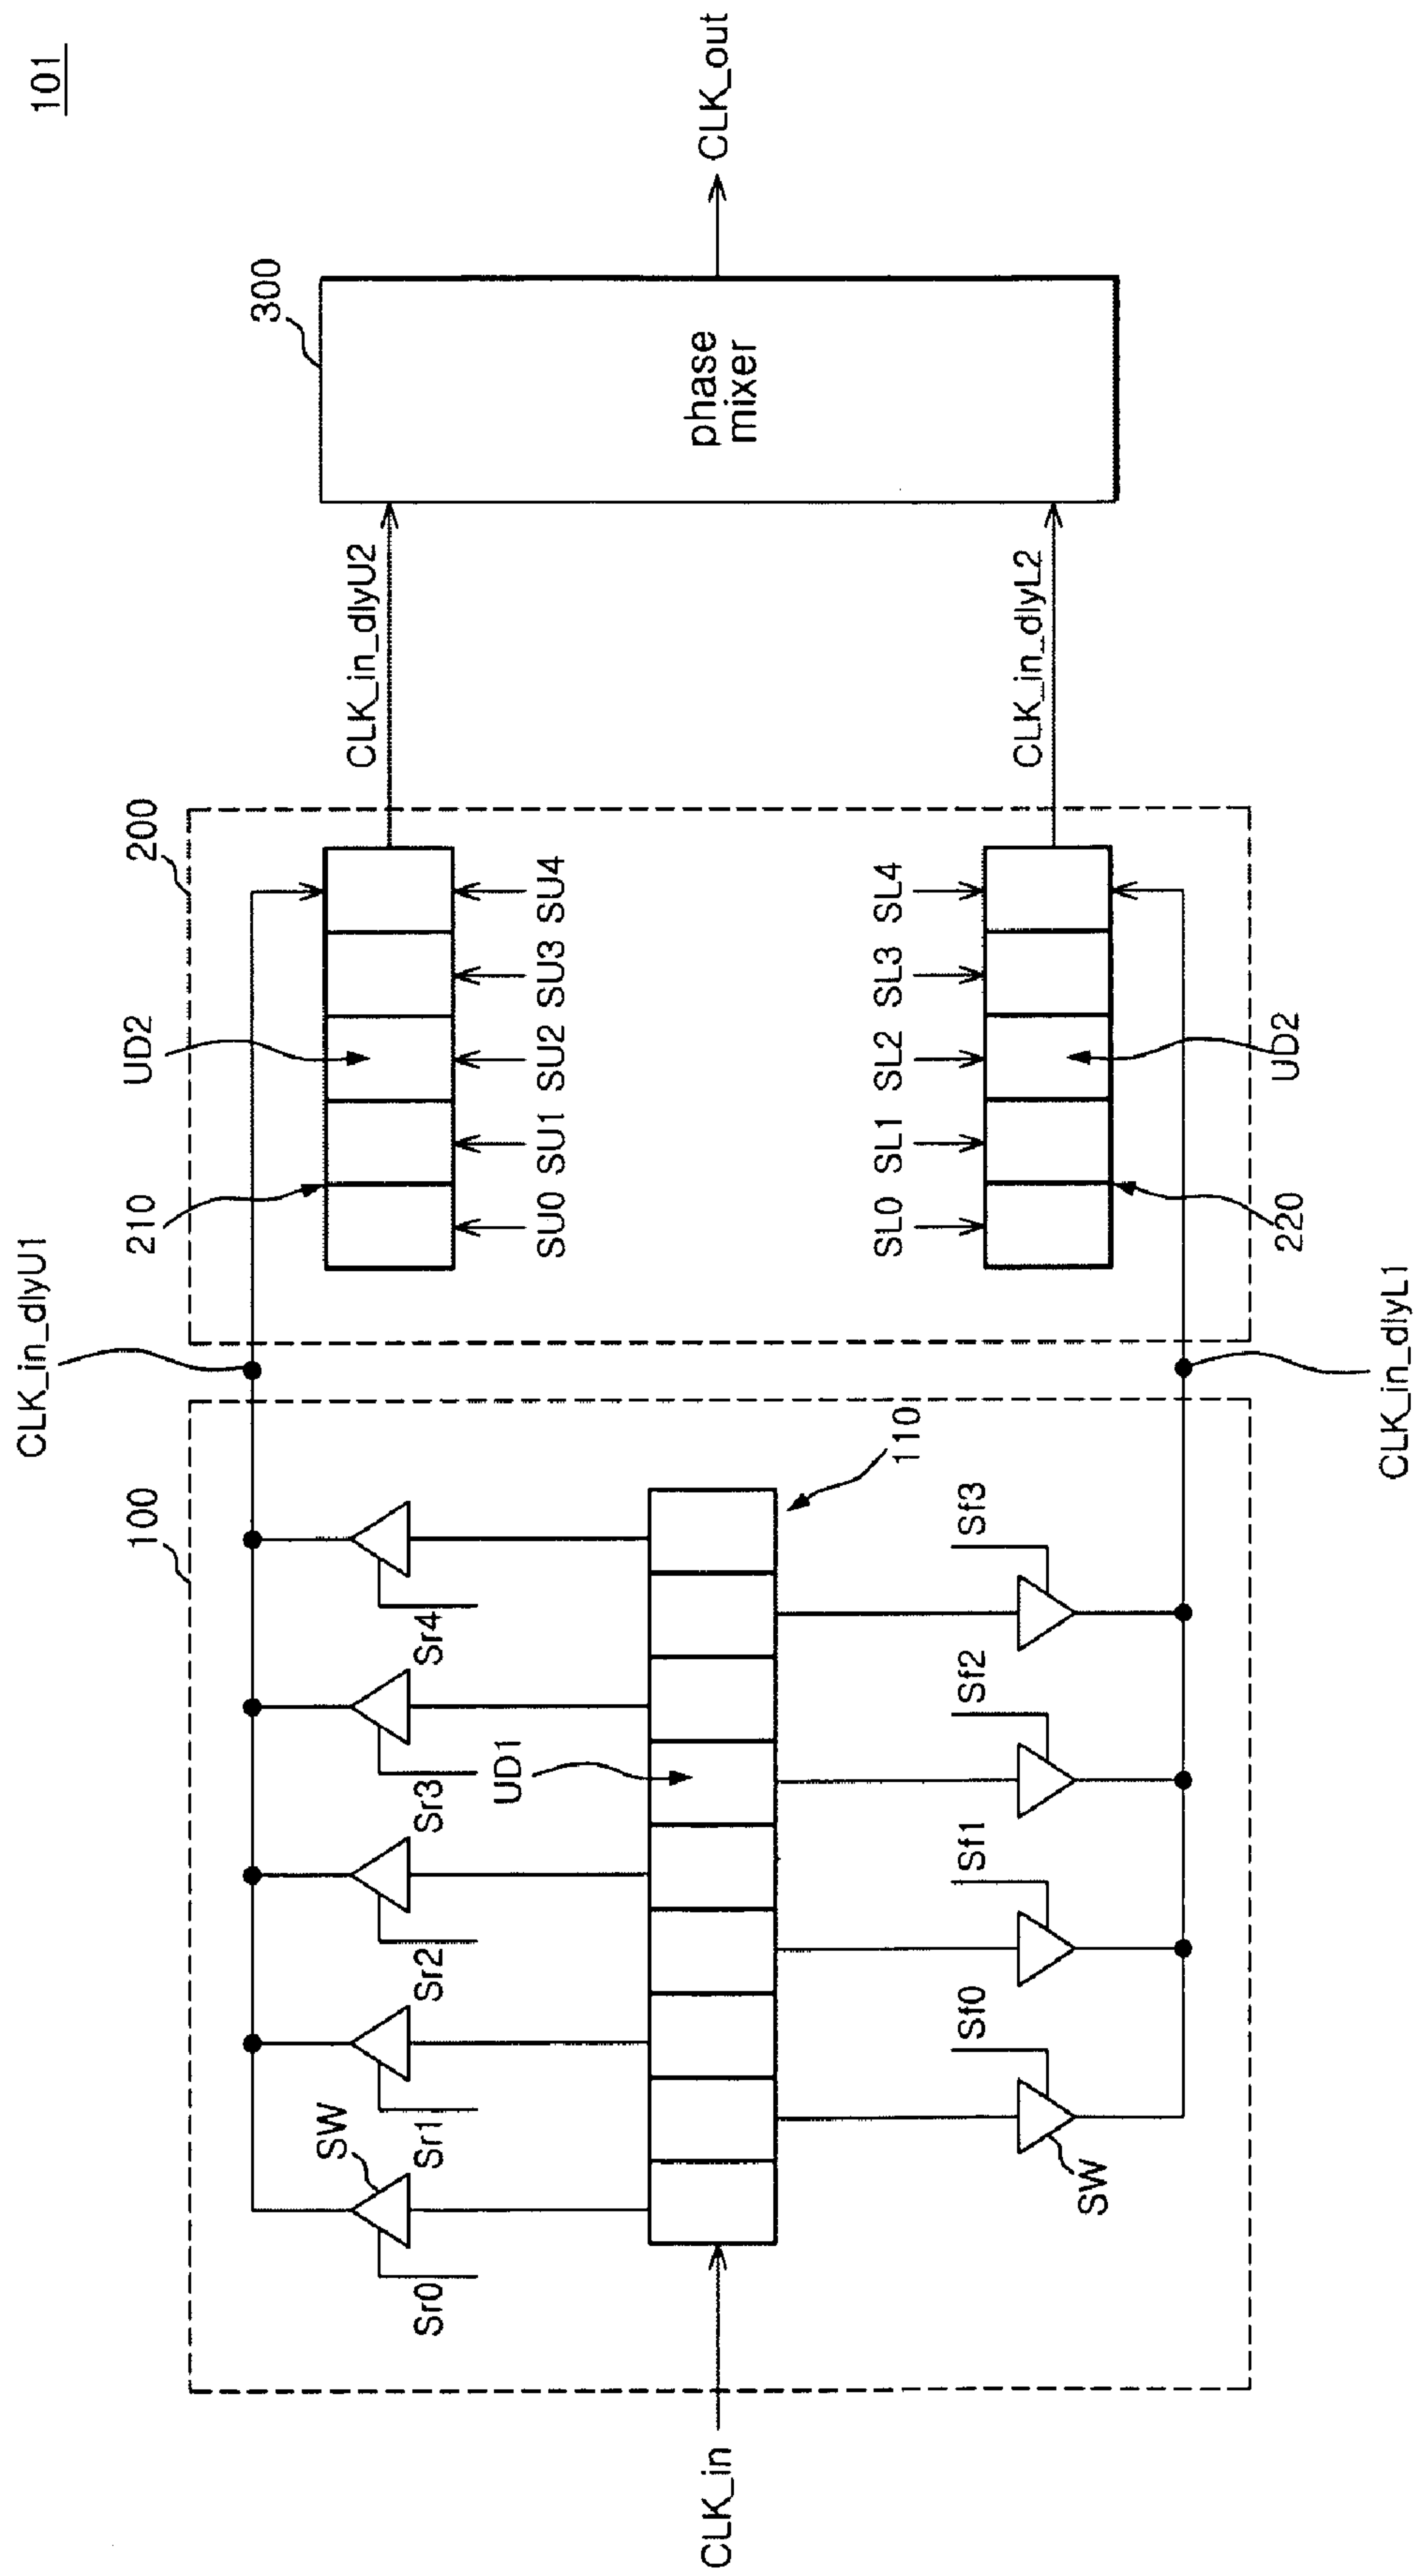 101
CLK_in_dlyU1
CLK_in_dlyL1
100
200
300
Sr0
Sr1
Sr2
Sr3
Sr4
SW
UD1
110
CLK_in
Sf0
Sf1
Sf2
Sf3
SW
210
UD2
SU0
SU1
SU2
SU3
SU4
SL0
SL1
SL2
SL3
SL4
220
UD2
CLK_in_dlyU2
CLK_in_dlyL2
phase
mixer
CLK_out